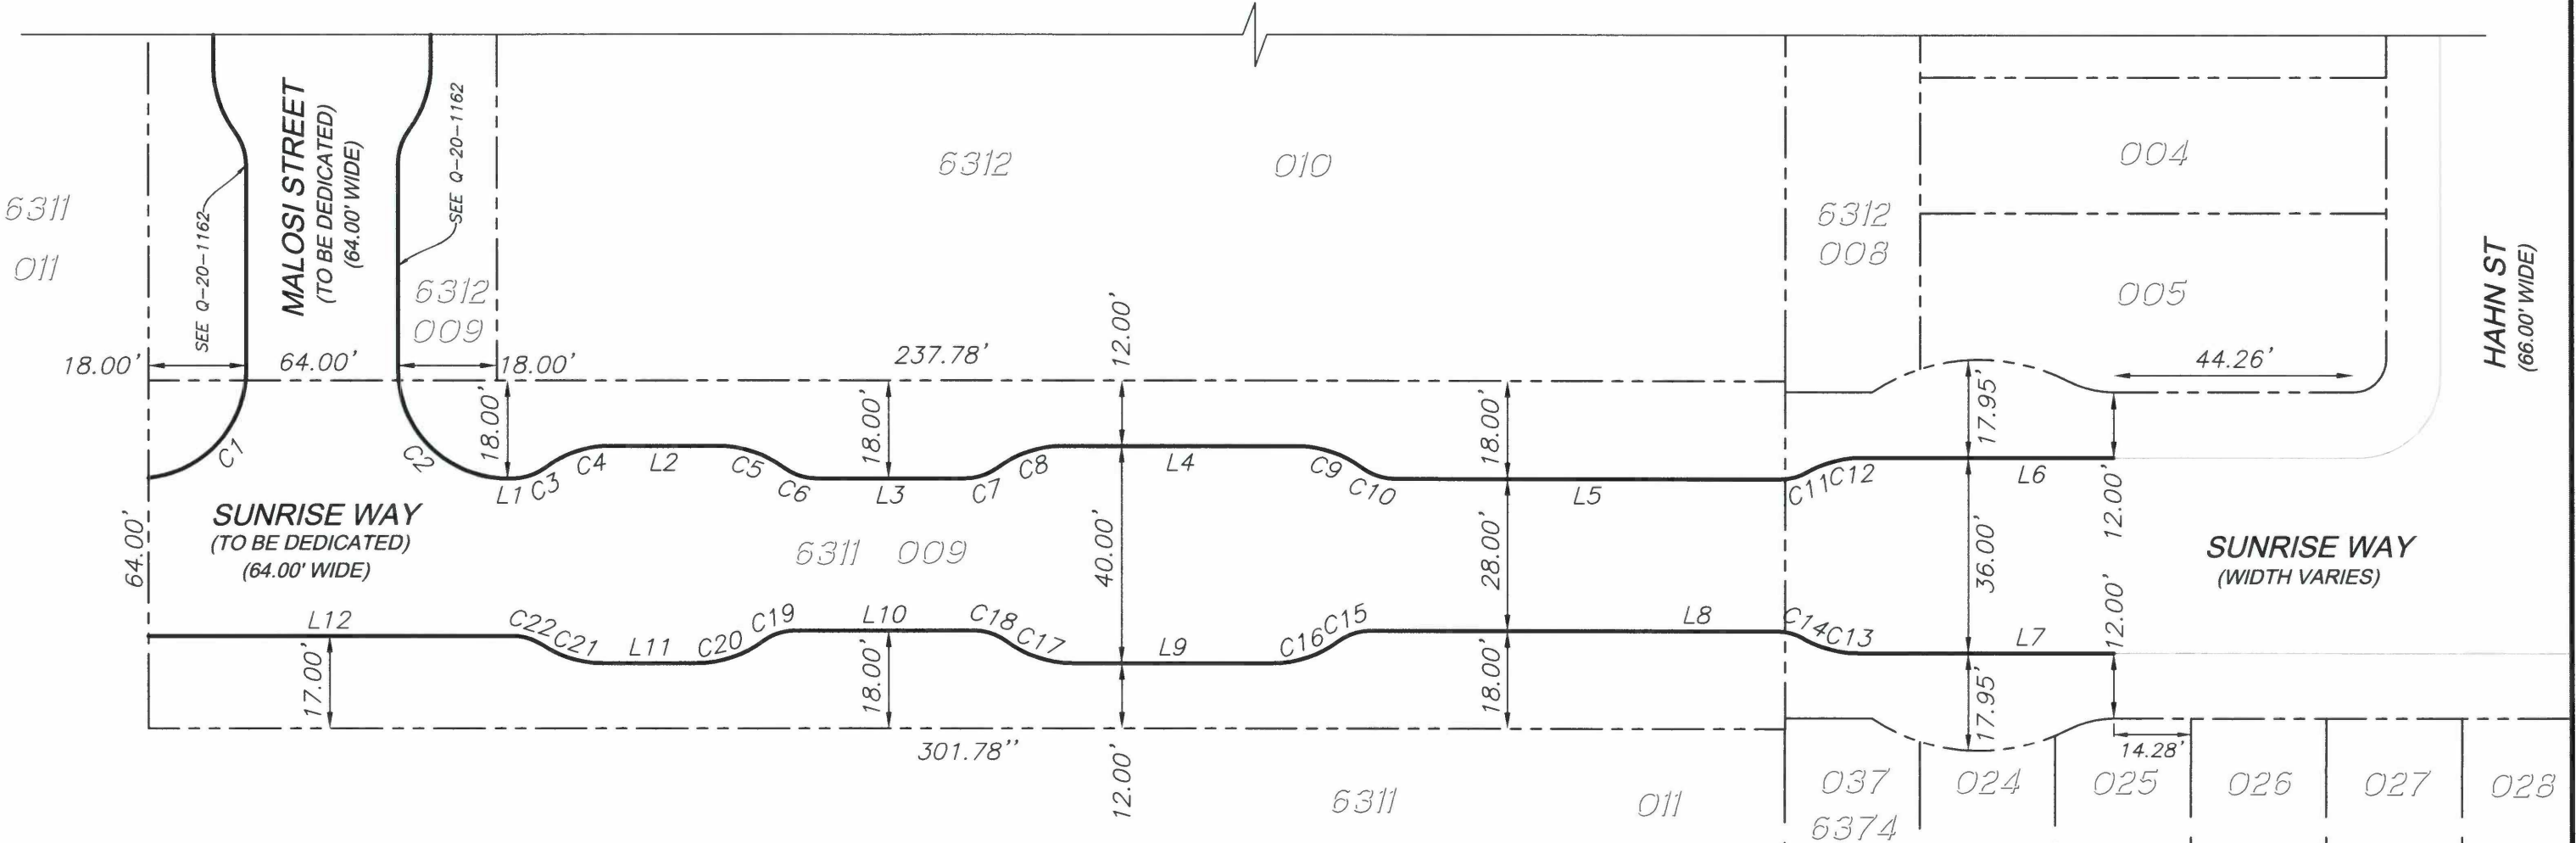 6311
011
SEE Q-20-1162
MALOSI STREET
(TO BE DEDICATED)
(64.00' WIDE)
SEE Q-20-1162
6312
009
6312 010
6312
008
004
005
HAHN ST
(66.00' WIDE)
18.00'
64.00'
18.00'
237.78'
12.00'
44.26'
18.00'
18.00'
18.00'
17.95'
C1
C2
L1
C3
C4
L2
C5
C6
L3
C7
C8
L4
C9
C10
L5
C11
C12
L6
12.00'
SUNRISE WAY
(TO BE DEDICATED)
(64.00' WIDE)
64.00'
6311 009
40.00'
28.00'
36.00'
SUNRISE WAY
(WIDTH VARIES)
L12
C22
C21
L11
C20
C19
L10
C18
C17
L9
C16
C15
L8
C14
C13
L7
12.00'
17.00'
18.00'
18.00'
17.95'
301.78''
12.00'
14.28'
6311 011
037
6374
024
025
026
027
028